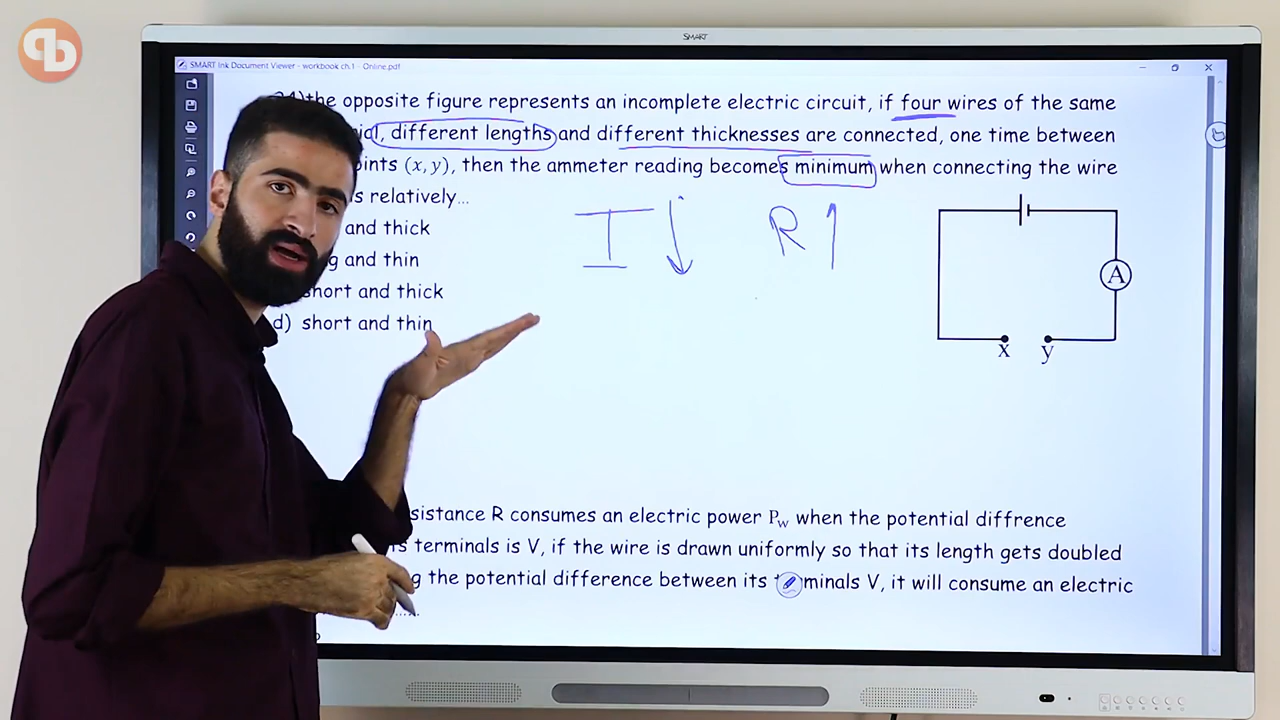 SMART
SMART Ink Document Viewer - workbook ch.1 - Online.pdf
the opposite figure represents an incomplete electric circuit, if four wires of the same
different lengths and different thicknesses are connected, one time between
(x, y), then the ammeter reading becomes minimum when connecting the wire
relatively...
and thick
and thin
short and thick
d) short and thin
I↓ R↑
A
x y
R consumes an electric power Pw when the potential diffrence
terminals is V, if the wire is drawn uniformly so that its length gets doubled
the potential difference between its V, it will consume an electric